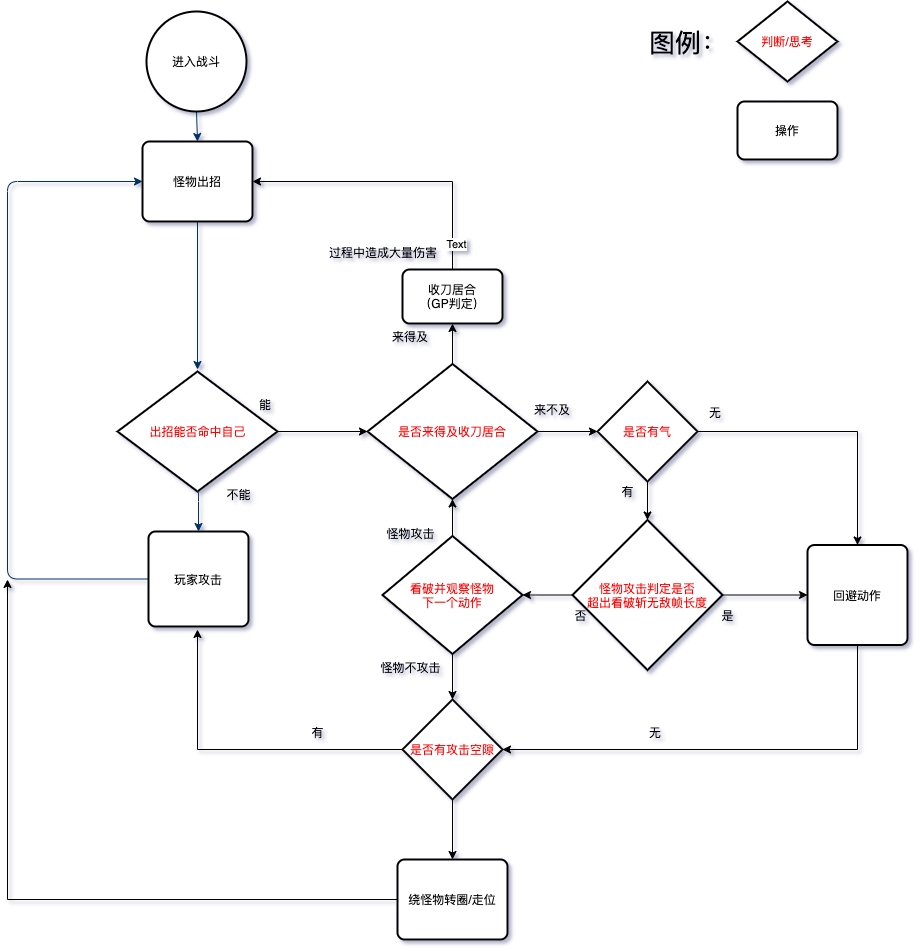 进入战斗
图例：
判断/思考
操作
怪物出招
过程中造成大量伤害
Text
收刀居合
(GP判定)
来得及
能
出招能否命中自己
是否来得及收刀居合
来不及
是否有气
无
不能
有
怪物攻击
玩家攻击
看破并观察怪物
下一个动作
怪物攻击判定是否
超出看破斩无敌帧长度
否
是
回避动作
怪物不攻击
有
是否有攻击空隙
无
绕怪物转圈/走位